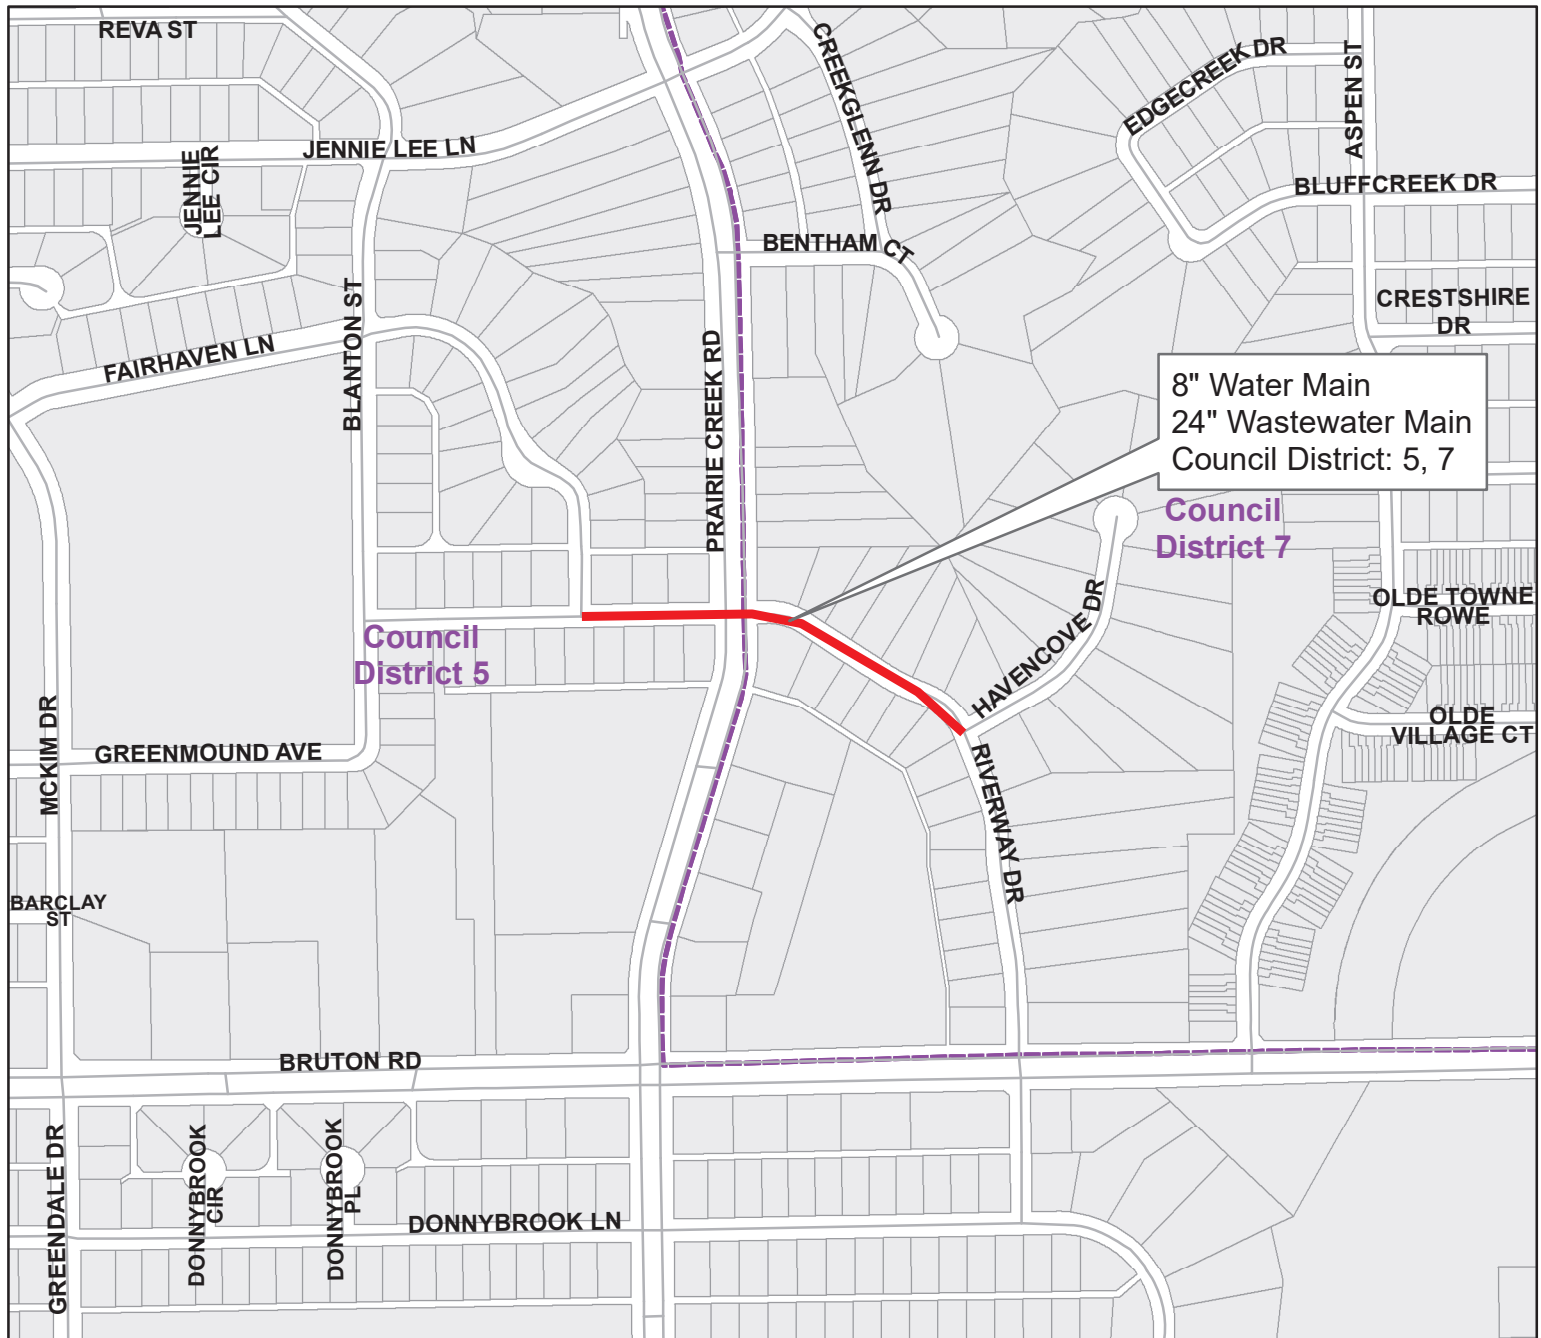 REVA ST
CREEKGLENN DR
EDGECREEK DR
ASPEN ST
JENNIE LEE LN
JENNIE
LEE CIR
BLUFFCREEK DR
BENTHAM CT
BLANTON ST
CRESTSHIRE
DR
FAIRHAVEN LN
PRAIRIE CREEK RD
8" Water Main
24" Wastewater Main
Council District: 5, 7
Council
District 7
HAVENCOVE DR
OLDE TOWNE
ROWE
Council
District 5
MCKIM DR
GREENMOUND AVE
OLDE
VILLAGE CT
RIVERWAY DR
BARCLAY
ST
BRUTON RD
GREENDALE DR
DONNYBROOK
CIR
DONNYBROOK
PL
DONNYBROOK LN